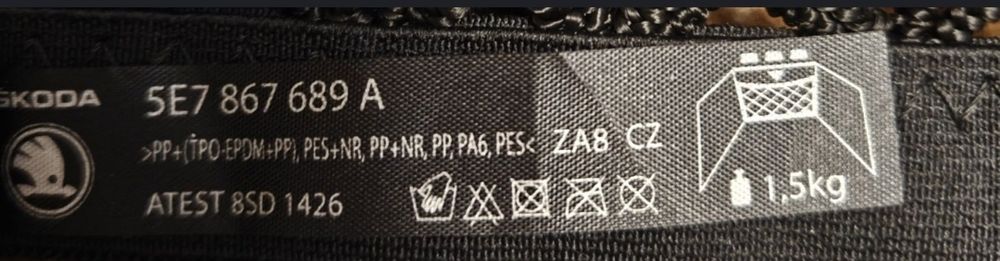 ŠKODA
5E7 867 689 A
>PP+(TPO-EPDM+PP), PES+NR, PP+NR, PP, PA6, PES< ZA8 CZ
ATEST 8SD 1426
1,5kg